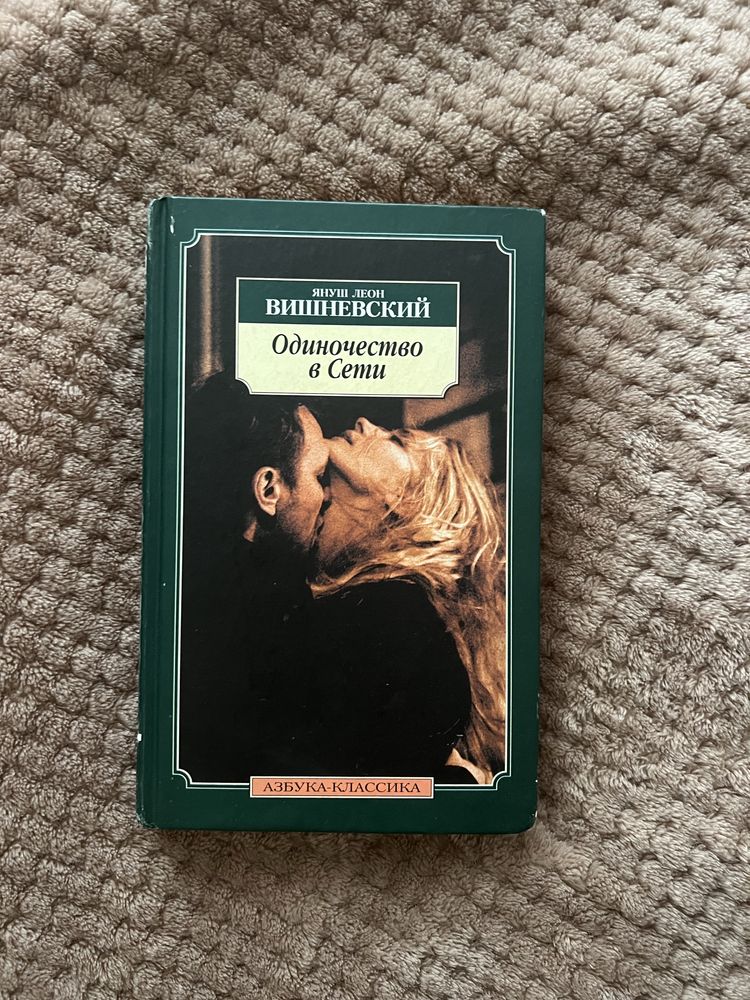 ЯНУШ ЛЕОН
ВИШНЕВСКИЙ
Одиночество
в Сети
АЗБУКА-КЛАССИКА